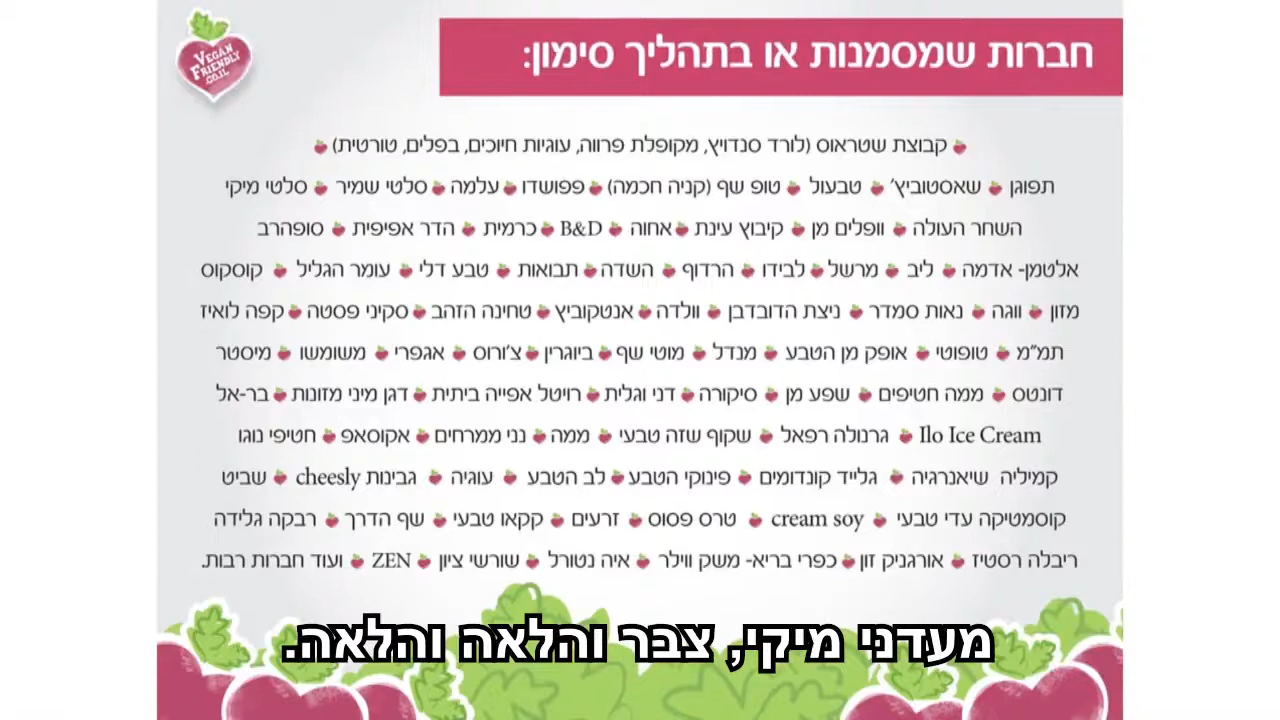 VEGAN
FRIENDLY
.CO.IL
חברות שמסמנות או בתהליך סימון:
קבוצת שטראוס (לורד סנדויץ, מקופלת פרווה, עוגיות חיוכים, בפלים, טורטית)
תפוגן שאסטוביץ' טבעול טופ שף (קניה חכמה) פפושדו עלמה סלטי שמיר סלטי מיקי
השחר העולה וופלים מן קיבוץ עינת אחוה B&D כרמית הדר אפיפית סופהרב
אלטמן- אדמה ליב מרשל לבידו הרדוף השדה תבואות טבע דלי עומר הגליל קוסקוס
מזון ווגה נאות סמדר ניצת הדובדבן וולדה אנטקוביץ טחינה הזהב סקיני פסטה קפה לואיז
תמ"מ טופוטי אופק מן הטבע מנדל מוטי שף ביוגרין צ'ורוס אגפרי משומשו מיסטר
דונטס ממה חטיפים שפע מן סיקורה דני וגלית רויטל אפייה ביתית דגן מיני מזונות בר-אל
Ilo Ice Cream גרנולה רפאל שקוף שזה טבעי ממה נני ממרחים אקוסאפ חטיפי נוגו
קמיליה שיאנרגיה גלייד קונדומים פינוקי הטבע לב הטבע עוגיה גבינות cheesly שביט
קוסמטיקה עדי טבעי cream soy טרס פסוס זרעים קקאו טבעי שף הדרך רבקה גלידה
ריבלה רסטיז אורגניק זון כפרי בריא- משק ווילר איה נטורל שורשי ציון ZEN ועוד חברות רבות.
מעדני מיקי, צבר והלאה והלאה.